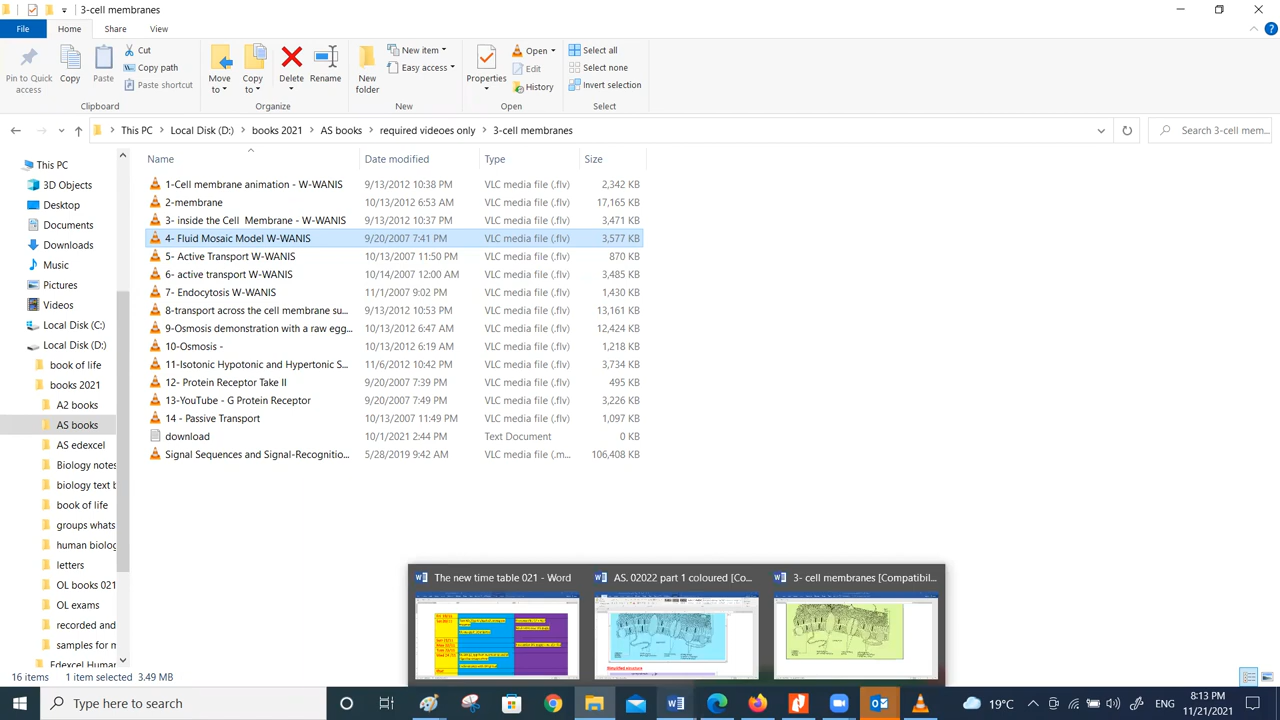 3-cell membranes
File
Home
Share
View
Pin to Quick access
Copy
Paste
Cut
Copy path
Paste shortcut
Clipboard
Move to
Copy to
Delete
Rename
Organize
New folder
New item
Easy access
New
Properties
Open
Edit
History
Open
Select all
Select none
Invert selection
Select
This PC > Local Disk (D:) > books 2021 > AS books > required videoes only > 3-cell membranes
Search 3-cell mem...
Name Date modified Type Size
1-Cell membrane animation - W-WANIS 9/13/2012 10:38 PM VLC media file (.flv) 2,342 KB
2-membrane 10/13/2012 6:53 AM VLC media file (.flv) 17,165 KB
3- inside the Cell  Membrane - W-WANIS 9/13/2012 10:37 PM VLC media file (.flv) 3,471 KB
4- Fluid Mosaic Model W-WANIS 9/20/2007 7:41 PM VLC media file (.flv) 3,577 KB
5- Active Transport W-WANIS 10/13/2007 11:50 PM VLC media file (.flv) 870 KB
6- active transport W-WANIS 10/14/2007 12:00 AM VLC media file (.flv) 3,485 KB
7- Endocytosis W-WANIS 11/1/2007 9:02 PM VLC media file (.flv) 1,430 KB
8-transport across the cell membrane su... 9/13/2012 10:53 PM VLC media file (.flv) 13,161 KB
9-Osmosis demonstration with a raw egg... 10/13/2012 6:47 AM VLC media file (.flv) 12,424 KB
10-Osmosis - 10/13/2012 6:19 AM VLC media file (.flv) 1,218 KB
11-Isotonic Hypotonic and Hypertonic S... 11/6/2012 10:42 PM VLC media file (.flv) 3,734 KB
12- Protein Receptor Take II 9/20/2007 7:39 PM VLC media file (.flv) 495 KB
13-YouTube - G Protein Receptor 9/20/2007 7:49 PM VLC media file (.flv) 3,226 KB
14 - Passive Transport 10/13/2007 11:49 PM VLC media file (.flv) 1,097 KB
download 10/1/2021 2:44 PM Text Document 0 KB
Signal Sequences and Signal-Recognitio... 5/28/2019 9:42 AM VLC media file (.m... 106,408 KB
This PC
3D Objects
Desktop
Documents
Downloads
Music
Pictures
Videos
Local Disk (C:)
Local Disk (D:)
book of life
books 2021
A2 books
AS books
AS edexcel
Biology notes
biology text b
book of life
groups whats
human biolog
letters
OL books 021
OL exams
recorded and
samples for m
Edexcel Human
The new time table 021 - Word
AS. 02022 part 1 coloured [Co...
3- cell membranes [Compatibil...
16 items 1 item selected 3.49 MB
Type here to search
19°C
ENG
8:13 PM
11/21/2021